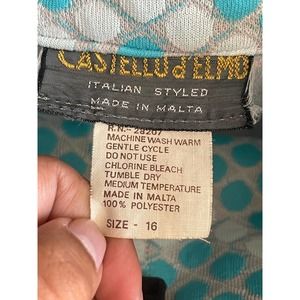 CASTELLO d'ELMO
ITALIAN STYLED
MADE IN MALTA
R.N.- 29207
MACHINE WASH WARM
GENTLE CYCLE
DO NOT USE
CHLORINE BLEACH
TUMBLE DRY
MEDIUM TEMPERATURE
MADE IN MALTA
100% POLYESTER
SIZE - 16